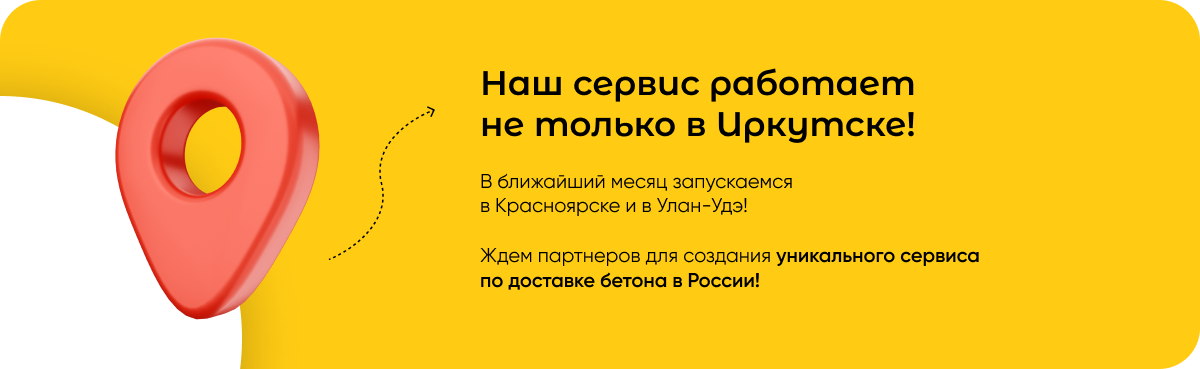 Наш сервис работает
не только в Иркутске!
В ближайший месяц запускаемся
в Красноярске и в Улан-Удэ!
Ждем партнеров для создания уникального сервиса
по доставке бетона в России!